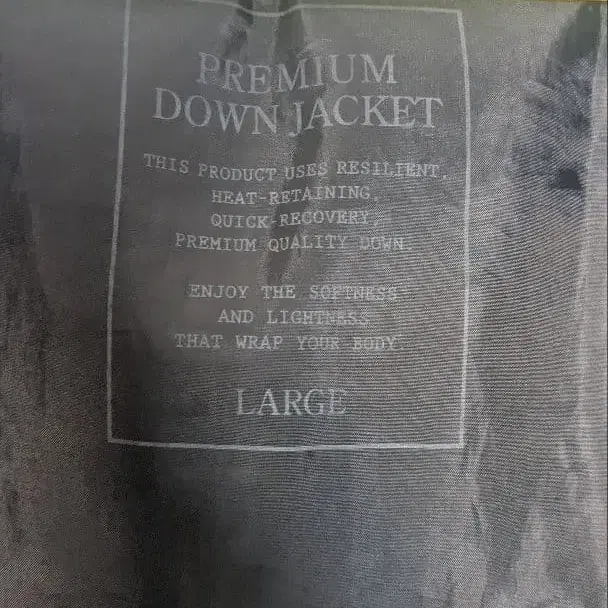 PREMIUM
DOWN JACKET
THIS PRODUCT USES RESILIENT,
HEAT-RETAINING,
QUICK-RECOVERY,
PREMIUM QUALITY DOWN.
ENJOY THE SOFTNESS
AND LIGHTNESS
THAT WRAP YOUR BODY.
LARGE